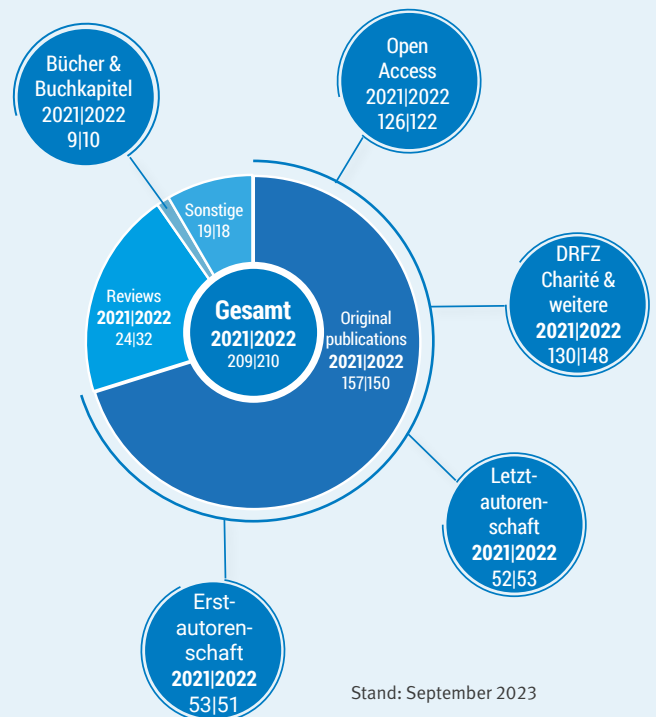 Bücher &
Buchkapitel
2021|2022
9|10
Open
Access
2021|2022
126|122
Sonstige
19|18
DRFZ
Charité &
weitere
2021|2022
130|148
Reviews
2021|2022
24|32
Gesamt
2021|2022
209|210
Original
publications
2021|2022
157|150
Letzt-
autoren-
schaft
2021|2022
52|53
Erst-
autoren-
schaft
2021|2022
53|51
Stand: September 2023